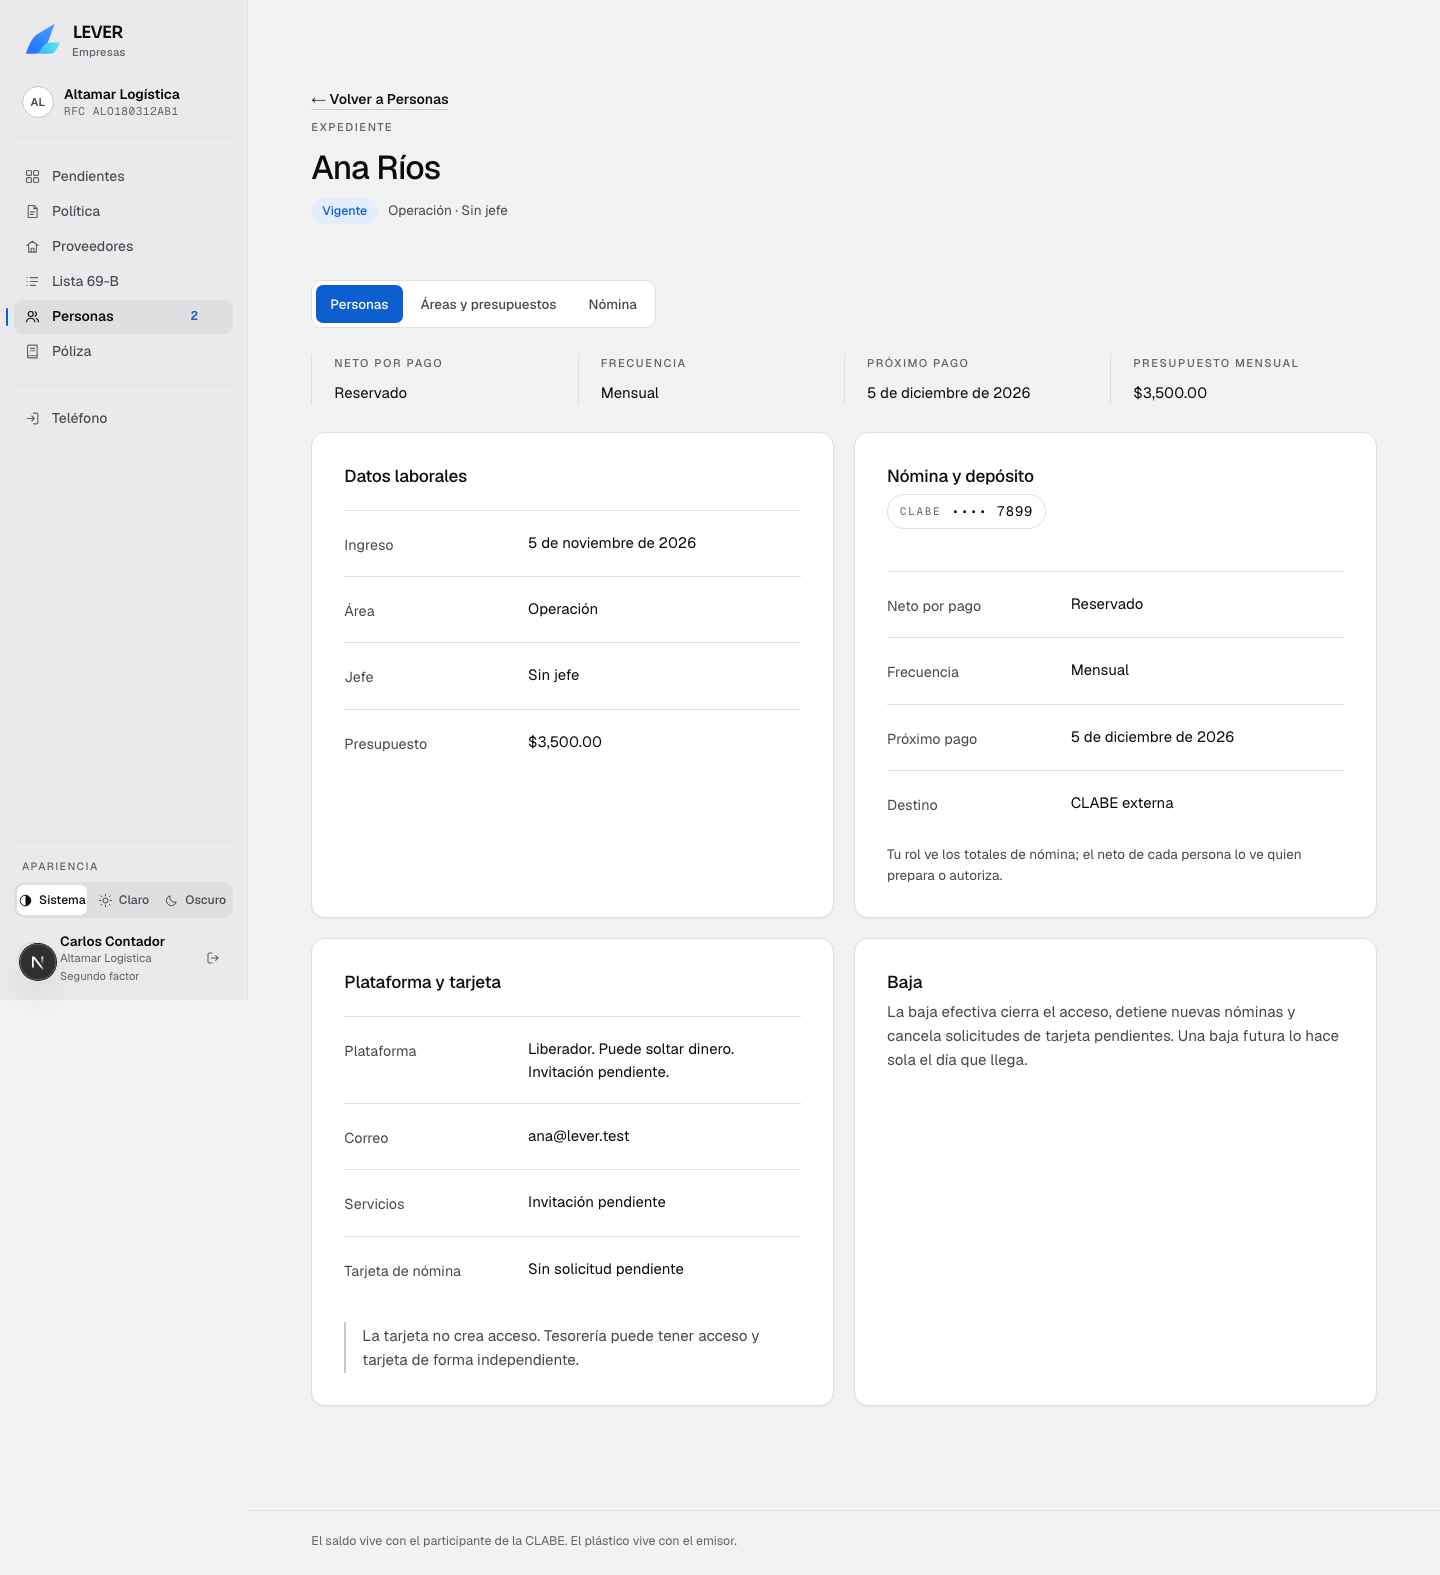 LEVER
Empresas
AL
Altamar Logística
RFC ALO180312AB1
Pendientes
Política
Proveedores
Lista 69-B
Personas 2
Póliza
Teléfono
APARIENCIA
Sistema Claro Oscuro
N
Carlos Contador
Altamar Logística
Segundo factor
← Volver a Personas
EXPEDIENTE
Ana Ríos
Vigente Operación · Sin jefe
Personas Áreas y presupuestos Nómina
NETO POR PAGO
Reservado
FRECUENCIA
Mensual
PRÓXIMO PAGO
5 de diciembre de 2026
PRESUPUESTO MENSUAL
$3,500.00
Datos laborales
Ingreso 5 de noviembre de 2026
Área Operación
Jefe Sin jefe
Presupuesto $3,500.00
Nómina y depósito
CLABE •••• 7899
Neto por pago Reservado
Frecuencia Mensual
Próximo pago 5 de diciembre de 2026
Destino CLABE externa
Tu rol ve los totales de nómina; el neto de cada persona lo ve quien
prepara o autoriza.
Plataforma y tarjeta
Plataforma Liberador. Puede soltar dinero.
Invitación pendiente.
Correo ana@lever.test
Servicios Invitación pendiente
Tarjeta de nómina Sin solicitud pendiente
La tarjeta no crea acceso. Tesorería puede tener acceso y
tarjeta de forma independiente.
Baja
La baja efectiva cierra el acceso, detiene nuevas nóminas y
cancela solicitudes de tarjeta pendientes. Una baja futura lo hace
sola el día que llega.
El saldo vive con el participante de la CLABE. El plástico vive con el emisor.